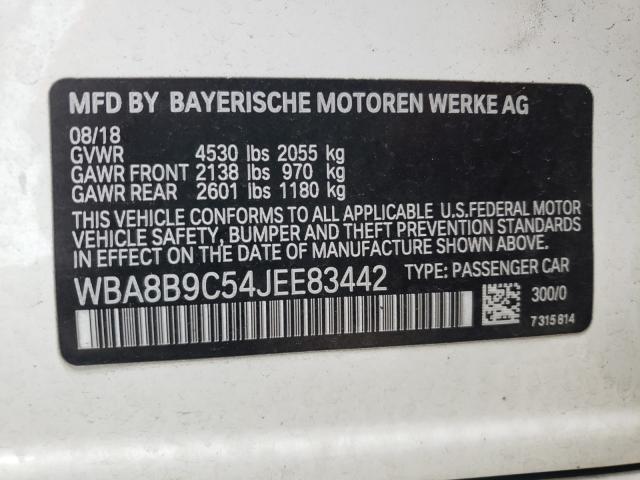 MFD BY BAYERISCHE MOTOREN WERKE AG
08/18
GVWR 4530 lbs 2055 kg
GAWR FRONT 2138 lbs 970 kg
GAWR REAR 2601 lbs 1180 kg
THIS VEHICLE CONFORMS TO ALL APPLICABLE U.S. FEDERAL MOTOR
VEHICLE SAFETY, BUMPER AND THEFT PREVENTION STANDARDS
IN EFFECT ON THE DATE OF MANUFACTURE SHOWN ABOVE.
WBA8B9C54JEE83442 TYPE: PASSENGER CAR
300/0
7315814